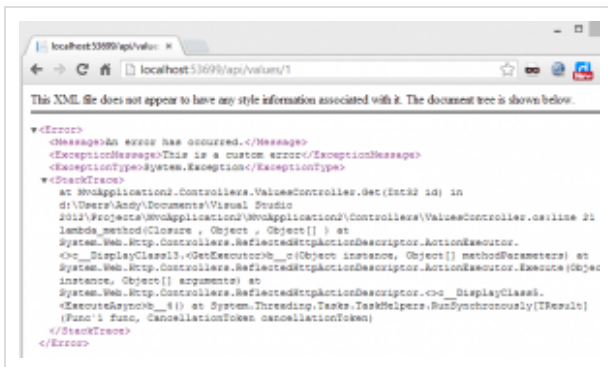 localhost:53699/api/value
localhost:53699/api/values/1
New
This XML file does not appear to have any style information associated with it. The document tree is shown below.
▼<Error>
<Message>An error has occurred.</Message>
<ExceptionMessage>This is a custom error</ExceptionMessage>
<ExceptionType>System.Exception</ExceptionType>
▼<StackTrace>
at MvcApplication2.Controllers.ValuesController.Get(Int32 id) in
d:\Users\Andy\Documents\Visual Studio
2012\Projects\MvcApplication2\MvcApplication2\Controllers\ValuesController.cs:line 21
lambda_method(Closure , Object , Object[] ) at
System.Web.Http.Controllers.ReflectedHttpActionDescriptor.ActionExecutor.
<>c__DisplayClass13.<GetExecutor>b__c(Object instance, Object[] methodParameters) at
System.Web.Http.Controllers.ReflectedHttpActionDescriptor.ActionExecutor.Execute(Objec
instance, Object[] arguments) at
System.Web.Http.Controllers.ReflectedHttpActionDescriptor.<>c__DisplayClass5.
<ExecuteAsync>b__4() at System.Threading.Tasks.TaskHelpers.RunSynchronously[TResult]
(Func`1 func, CancellationToken cancellationToken)
</StackTrace>
</Error>